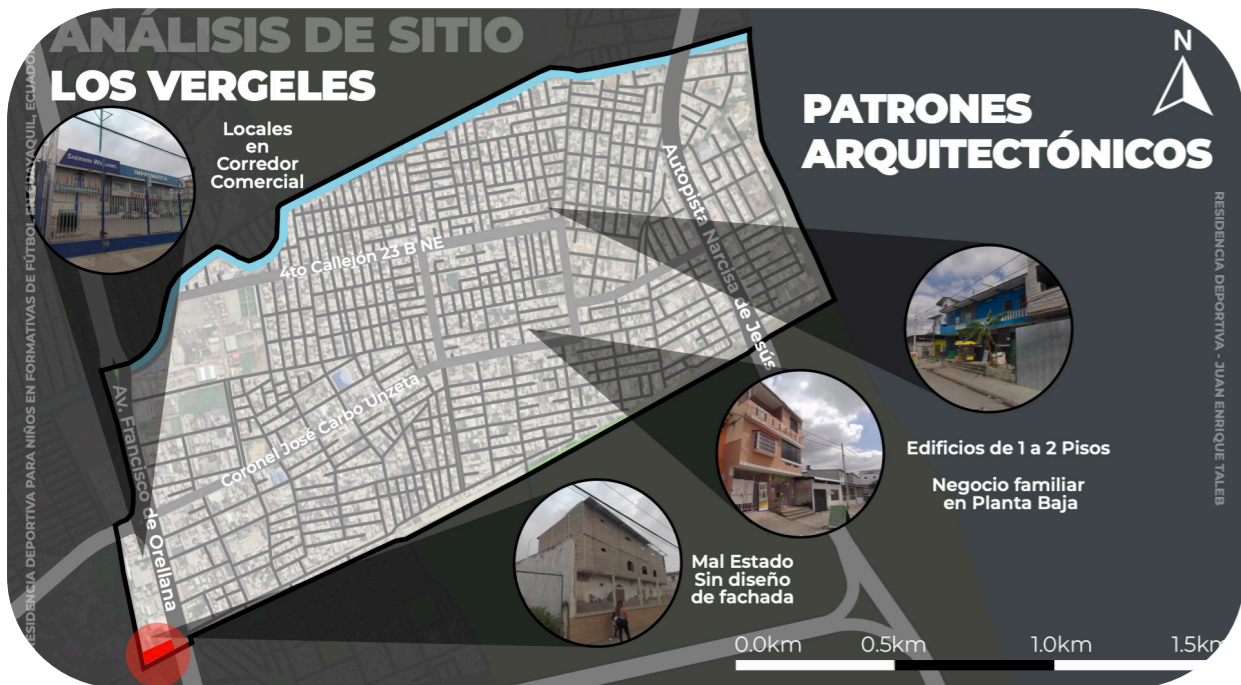 ANÁLISIS DE SITIO
LOS VERGELES
PATRONES
ARQUITECTÓNICOS
N
Locales
en
Corredor
Comercial
SHERWIN WILLIAMS
4to Callejón 23 B NE
Autopista Narcisa de Jesús
Coronel José Carbo Unzeta
Av. Francisco de Orellana
Edificios de 1 a 2 Pisos
Negocio familiar
en Planta Baja
Mal Estado
Sin diseño
de fachada
0.0km 0.5km 1.0km
RESIDENCIA DEPORTIVA PARA NIÑOS EN FORMATIVAS DE FÚTBOL EN GUAYAQUIL, ECUADOR
RESIDENCIA DEPORTIVA - JUAN ENRIQUE TALEB